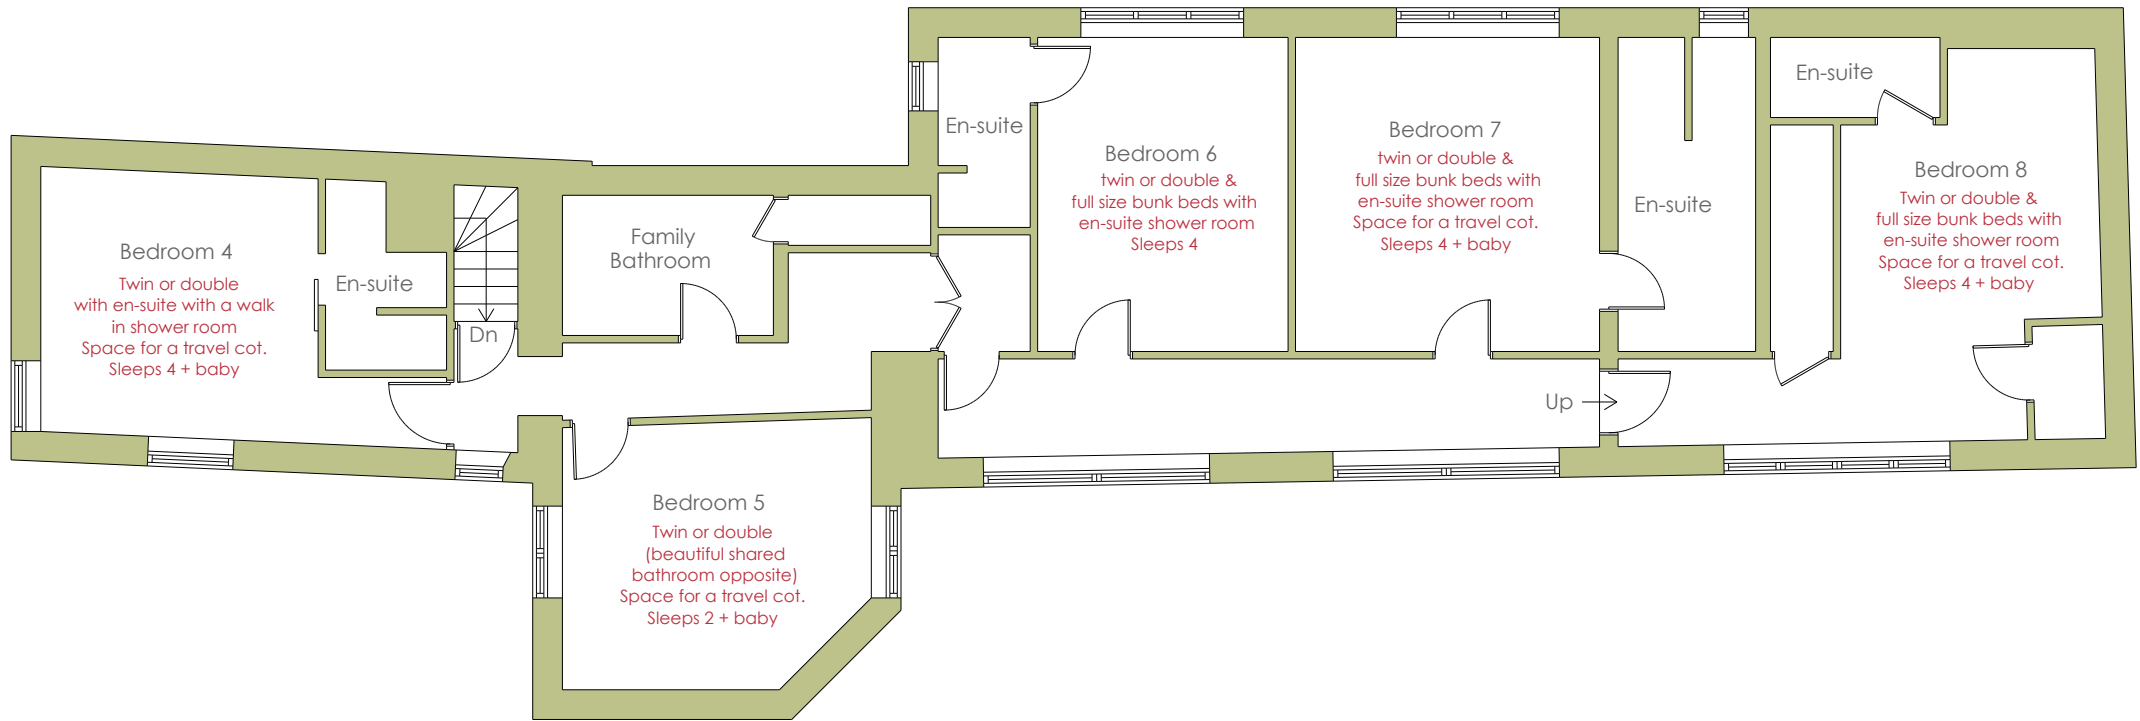 Bedroom 4
Twin or double
with en-suite with a walk
in shower room
Space for a travel cot.
Sleeps 4 + baby
En-suite
Dn
Family
Bathroom
Bedroom 5
Twin or double
(beautiful shared
bathroom opposite)
Space for a travel cot.
Sleeps 2 + baby
En-suite
Bedroom 6
twin or double &
full size bunk beds with
en-suite shower room
Sleeps 4
Bedroom 7
twin or double &
full size bunk beds with
en-suite shower room
Space for a travel cot.
Sleeps 4 + baby
En-suite
Up
En-suite
Bedroom 8
Twin or double &
full size bunk beds with
en-suite shower room
Space for a travel cot.
Sleeps 4 + baby